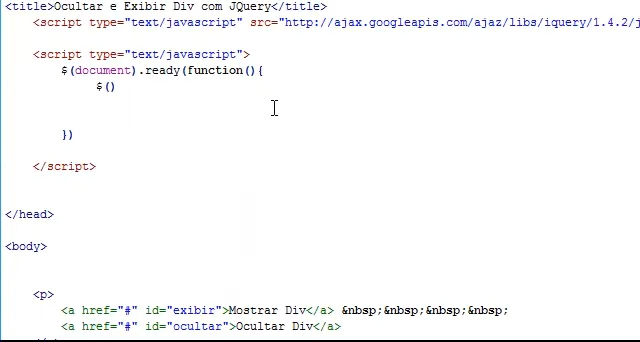 <title>Ocultar e Exibir Div com JQuery</title>
<script type="text/javascript" src="http://ajax.googleapis.com/ajaz/libs/iquery/1.4.2/j
<script type="text/javascript">
$(document).ready(function(){
$()
})
</script>
</head>
<body>
<p>
<a href="#" id="exibir">Mostrar Div</a> &nbsp;&nbsp;&nbsp;&nbsp;
<a href="#" id="ocultar">Ocultar Div</a>